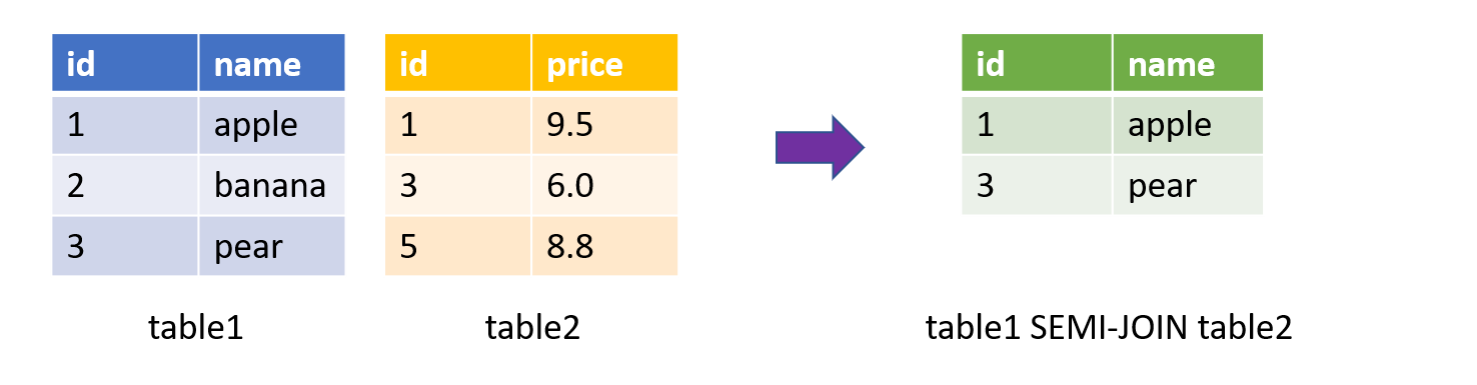 id name id price id name
1 apple 1 9.5 1 apple
2 banana 3 6.0 3 pear
3 pear 5 8.8
table1 table2 table1 SEMI-JOIN table2